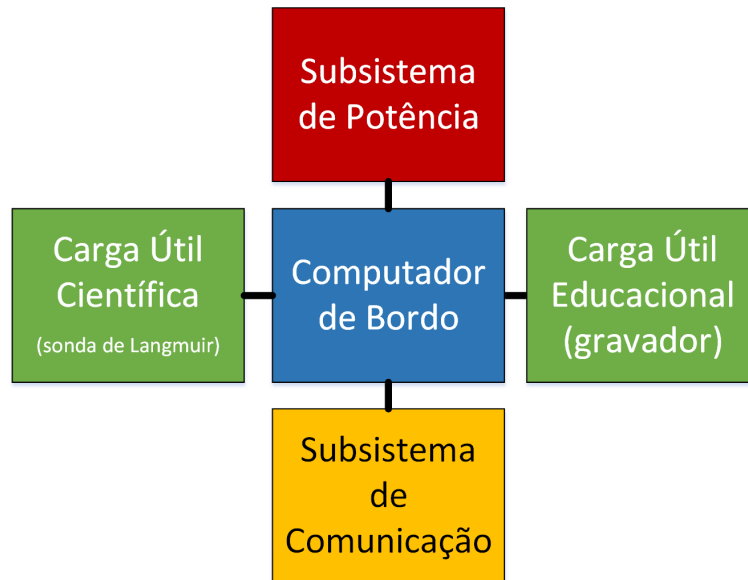 Subsistema
de Potência
Carga Útil
Científica
(sonda de Langmuir)
Computador
de Bordo
Carga Útil
Educacional
(gravador)
Subsistema
de
Comunicação